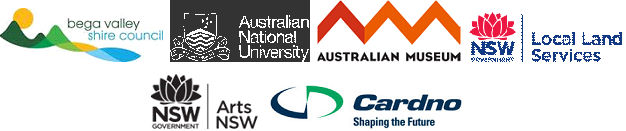 bega valley
shire council
Australian
National
University
AUSTRALIAN MUSEUM
NSW
GOVERNMENT
Local Land
Services
NSW
GOVERNMENT
Arts
NSW
Cardno
Shaping the Future